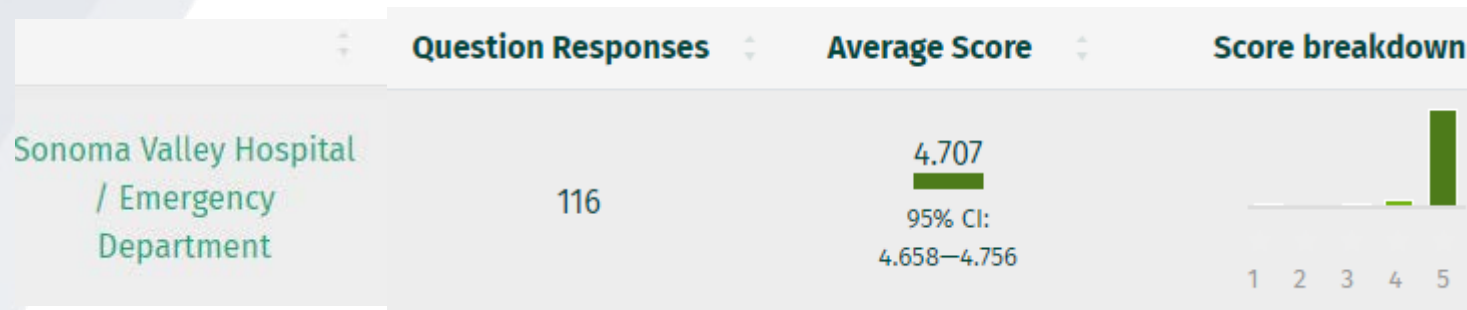 Question Responses Average Score Score breakdown
Sonoma Valley Hospital
/ Emergency
Department
116
4.707
95% CI:
4.658—4.756
1 2 3 4 5